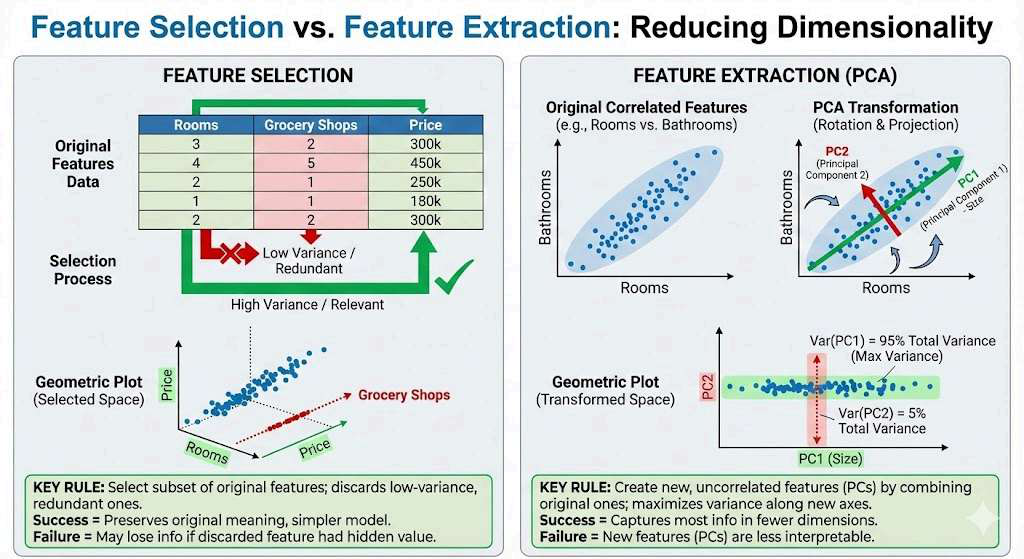 Feature Selection vs. Feature Extraction: Reducing Dimensionality
FEATURE SELECTION
Original
Features
Data
Rooms Grocery Shops Price
3 2 300k
4 5 450k
2 1 250k
1 1 180k
2 2 300k
Selection
Process
Low Variance /
Redundant
High Variance / Relevant
Geometric Plot
(Selected Space)
Price
Rooms
Price
Grocery Shops
KEY RULE: Select subset of original features; discards low-variance,
redundant ones.
Success = Preserves original meaning, simpler model.
Failure = May lose info if discarded feature had hidden value.
FEATURE EXTRACTION (PCA)
Original Correlated Features
(e.g., Rooms vs. Bathrooms)
Bathrooms
Rooms
PCA Transformation
(Rotation & Projection)
PC2
(Principal
Component 2)
PC1
(Principal Component 1)
- Size
Bathrooms
Rooms
Geometric Plot
(Transformed Space)
PC2
Var(PC1) = 95% Total Variance
(Max Variance)
Var(PC2) = 5%
Total Variance
PC1 (Size)
KEY RULE: Create new, uncorrelated features (PCs) by combining
original ones; maximizes variance along new axes.
Success = Captures most info in fewer dimensions.
Failure = New features (PCs) are less interpretable.